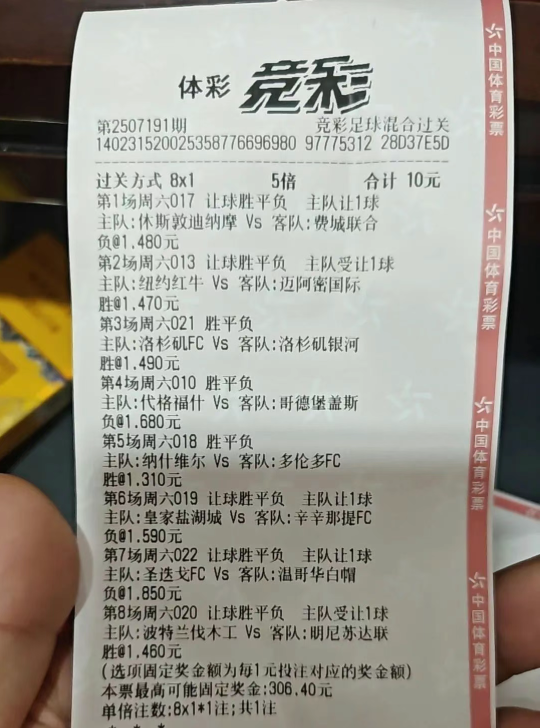 体彩 竞彩
第2507191期 竞彩足球混合过关
140231520025358776696980 97775312 28D37E5D
过关方式 8x1 5倍 合计 10元
第1场周六017 让球胜平负 主队让1球
主队:休斯敦迪纳摩 Vs 客队:费城联合
负@1.480元
第2场周六013 让球胜平负 主队受让1球
主队:纽约红牛 Vs 客队:迈阿密国际
胜@1.470元
第3场周六021 胜平负
主队:洛杉矶FC Vs 客队:洛杉矶银河
胜@1.490元
第4场周六010 胜平负
主队:代格福什 Vs 客队:哥德堡盖斯
负@1.680元
第5场周六018 胜平负
主队:纳什维尔 Vs 客队:多伦多FC
胜@1.310元
第6场周六019 让球胜平负 主队让1球
主队:皇家盐湖城 Vs 客队:辛辛那提FC
负@1.590元
第7场周六022 让球胜平负 主队让1球
主队:圣迭戈FC Vs 客队:温哥华白帽
负@1.850元
第8场周六020 让球胜平负 主队受让1球
主队:波特兰伐木工 Vs 客队:明尼苏达联
胜@1.460元
(选项固定奖金额为每1元投注对应的奖金额)
本票最高可能固定奖金:306.40元
单倍注数:8x1*1注;共1注
中国体育彩票
中国体育彩票
中国体育彩票
中国体育彩票